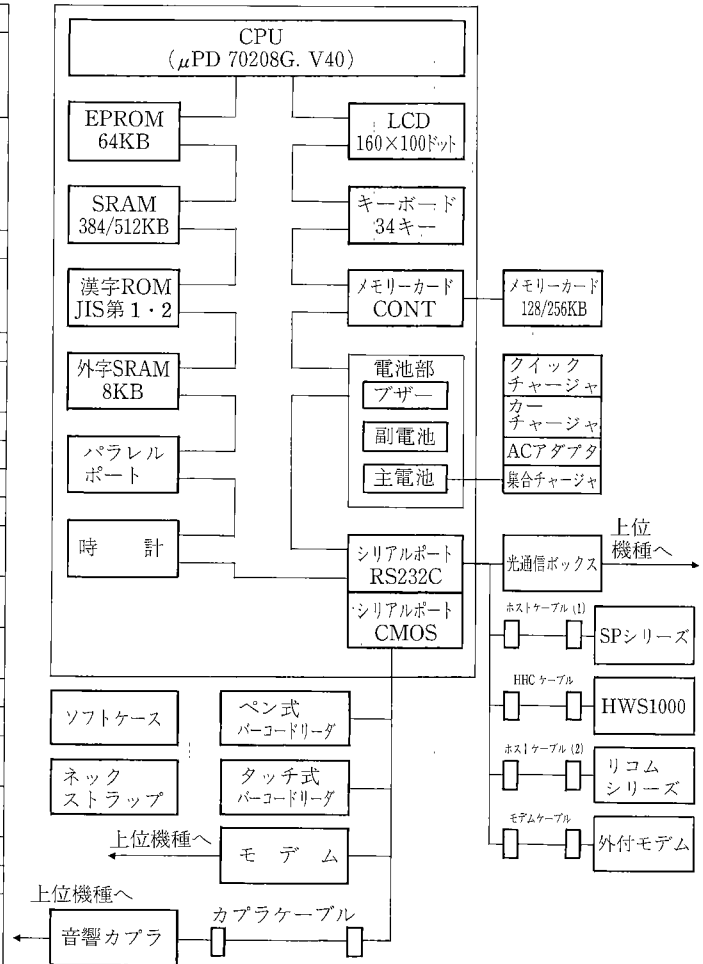 CPU
(μPD 70208G. V40)
EPROM
64KB
LCD
160×100ドット
SRAM
384/512KB
キーボード
34キー
漢字ROM
JIS第1・2
メモリーカード
CONT
メモリーカード
128/256KB
外字SRAM
8KB
電池部
ブザー
副電池
主電池
クイック
チャージャ
カー
チャージャ
ACアダプタ
集合チャージャ
パラレル
ポート
時 計
シリアルポート
RS232C
シリアルポート
CMOS
光通信ボックス
上位
機種へ
ホストケーブル(1)
SPシリーズ
HHC ケーブル
HWS1000
ホストケーブル(2)
リコム
シリーズ
モデムケーブル
外付モデム
ソフトケース
ペン式
バーコードリーダ
ネック
ストラップ
タッチ式
バーコードリーダ
上位機種へ
モ デ ム
上位機種へ
音響カプラ
カプラケーブル